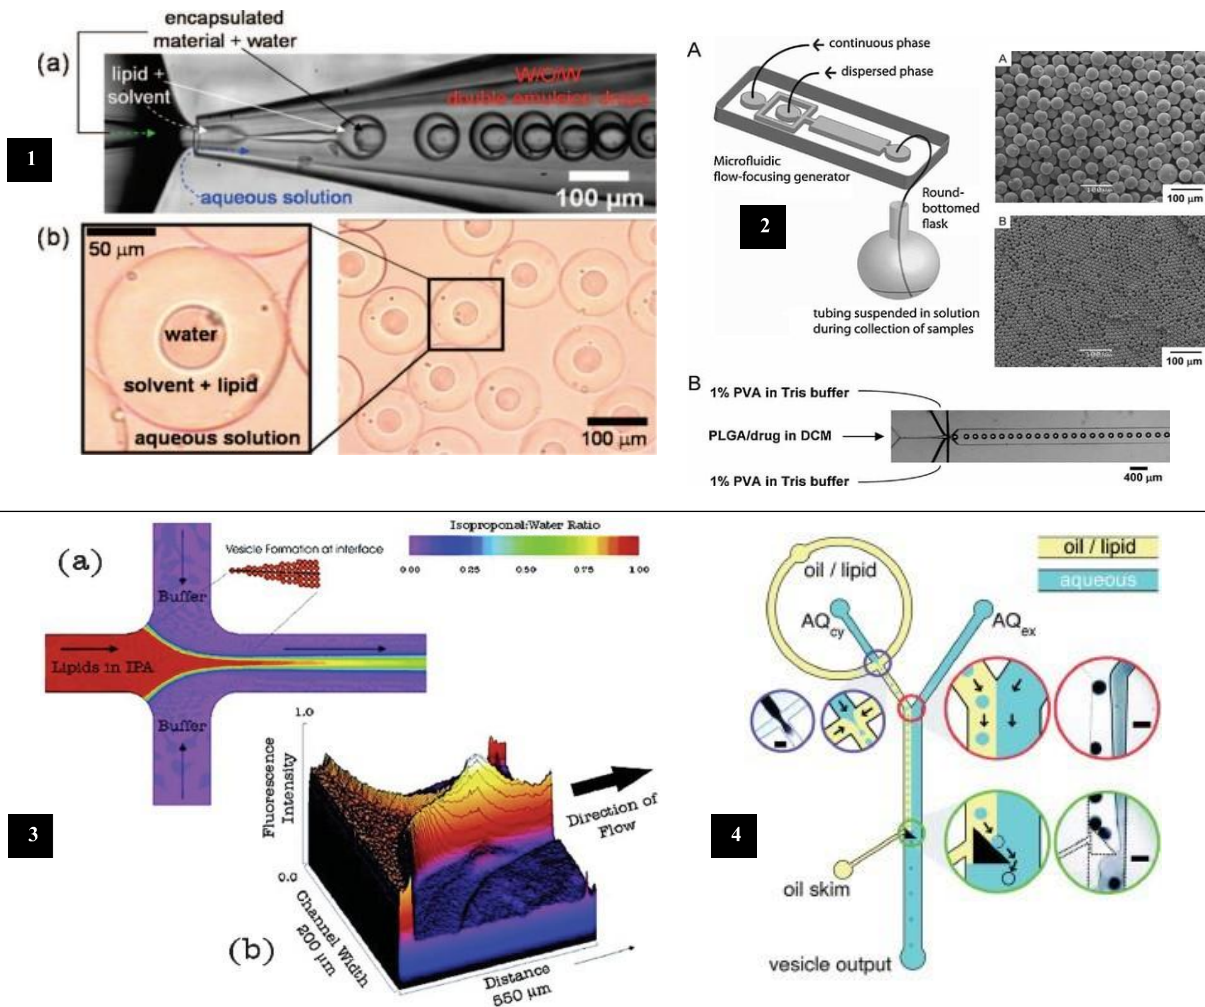 encapsulated
material + water
(a)
lipid +
solvent
W/O/W
double emulsion drops
1
aqueous solution
100 µm
(b)
50 µm
water
solvent + lipid
aqueous solution
100 µm
A
continuous phase
dispersed phase
Microfluidic
flow-focusing generator
Round-
bottomed
flask
2
tubing suspended in solution
during collection of samples
A
100 µm
B
100 µm
B
1% PVA in Tris buffer
PLGA/drug in DCM
1% PVA in Tris buffer
400 µm
(a)
Isoproponal:Water Ratio
Vesicle Formation at interface
0.00 0.25 0.50 0.75 1.00
Buffer
Lipids in IPA
Buffer
3
1.0
Fluorescence
Intensity
0.0
Channel Width
200 µm
Direction of
Flow
(b)
Distance
550 µm
oil / lipid
aqueous
oil / lipid
AQcy
AQex
4
oil skim
vesicle output